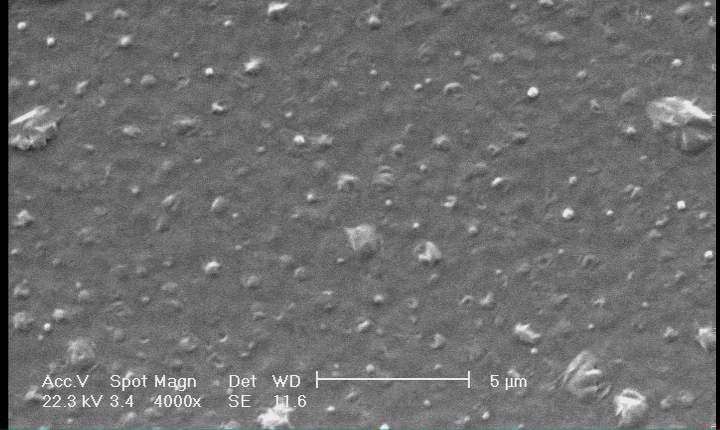 Acc.V Spot Magn Det WD 5 µm
22.3 kV 3.4 4000x SE 11.6